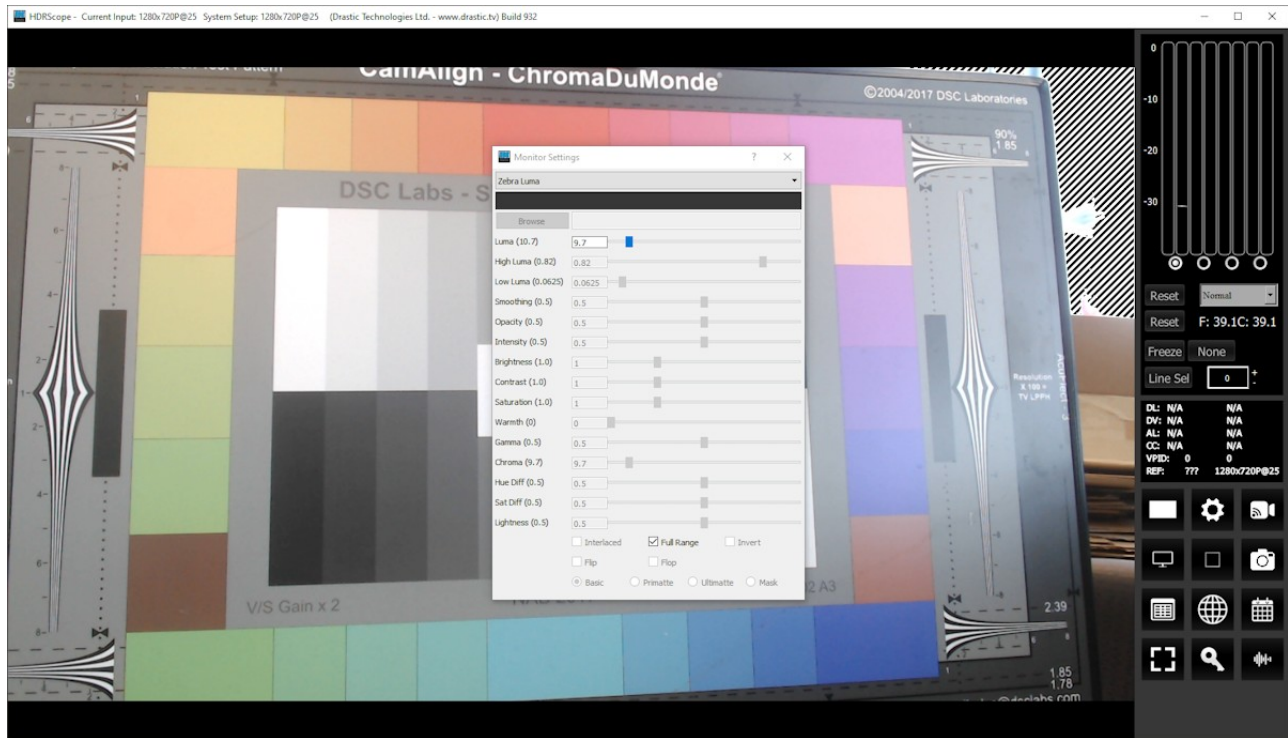 HDRScope - Current Input: 1280x720P@25 System Setup: 1280x720P@25 (Drastic Technologies Ltd. - www.drastic.tv) Build 932
CamAlign - ChromaDuMonde
©2004/2017 DSC Laboratories
90%
1.85
DSC Labs - S
Monitor Settings
Zebra Luma
Browse
Luma (10.7) 9.7
High Luma (0.82) 0.82
Low Luma (0.0625) 0.0625
Smoothing (0.5) 0.5
Opacity (0.5) 0.5
Intensity (0.5) 0.5
Brightness (1.0) 1
Contrast (1.0) 1
Saturation (1.0) 1
Warmth (0) 0
Gamma (0.5) 0.5
Chroma (9.7) 9.7
Hue Diff (0.5) 0.5
Sat Diff (0.5) 0.5
Lightness (0.5) 0.5
Interlaced Full Range Invert
Flip Flop
Basic Primatte Ultimatte Mask
Resolution
X 100 =
TV LPPH
V/S Gain x 2
2.39
1.85
1.78
0
-10
-20
-30
Reset Normal
Reset F: 39.1C: 39.1
Freeze None
Line Sel 0 + -
DL: N/A N/A
DV: N/A N/A
AL: N/A N/A
CC: N/A N/A
VPID: 0 0
REF: ??? 1280x720P@25